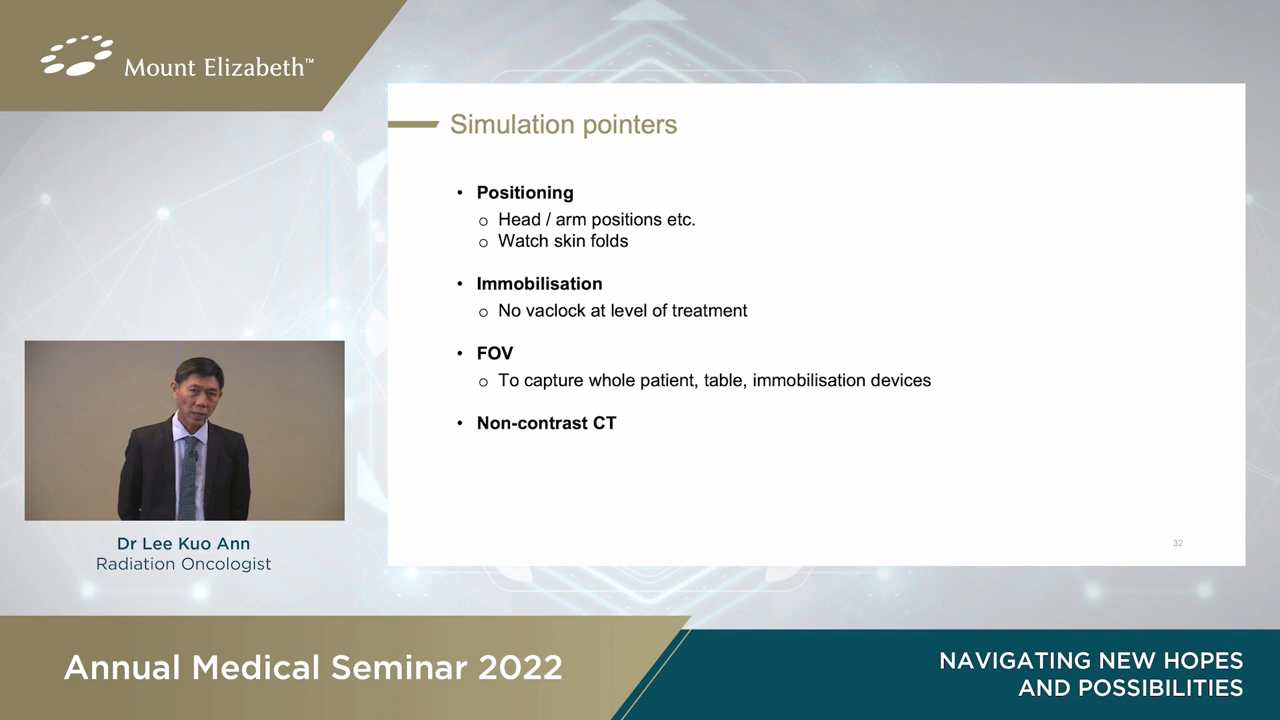 Mount Elizabeth™
Simulation pointers
• Positioning
o Head / arm positions etc.
o Watch skin folds
• Immobilisation
o No vaclock at level of treatment
• FOV
o To capture whole patient, table, immobilisation devices
• Non-contrast CT
32
Dr Lee Kuo Ann
Radiation Oncologist
Annual Medical Seminar 2022
NAVIGATING NEW HOPES
AND POSSIBILITIES